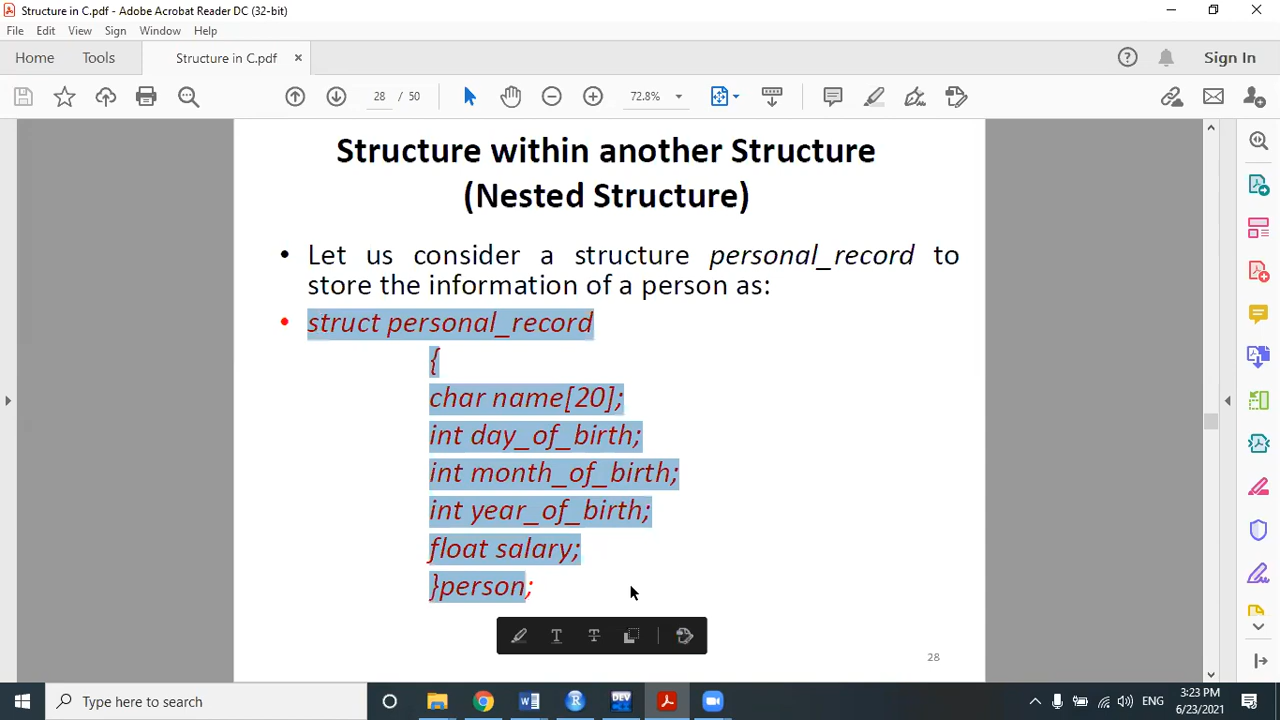 Structure in C.pdf - Adobe Acrobat Reader DC (32-bit)
File Edit View Sign Window Help
Home Tools Structure in C.pdf × Sign In
28 / 50 72.8%
Structure within another Structure
(Nested Structure)
• Let us consider a structure personal_record to
store the information of a person as:
• struct personal_record
{
char name[20];
int day_of_birth;
int month_of_birth;
int year_of_birth;
float salary;
}person;
28
Type here to search
DEV
ENG
3:23 PM
6/23/2021